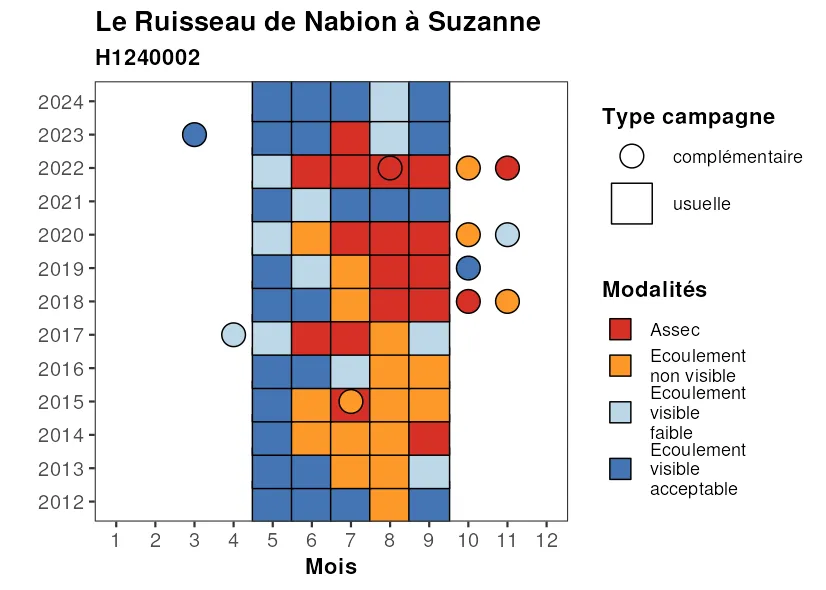 Le Ruisseau de Nabion à Suzanne
H1240002
2024
2023
2022
2021
2020
2019
2018
2017
2016
2015
2014
2013
2012
1 2 3 4 5 6 7 8 9 10 11 12
Mois
Type campagne
complémentaire
usuelle
Modalités
Assec
Ecoulement
non visible
Ecoulement
visible
faible
Ecoulement
visible
acceptable